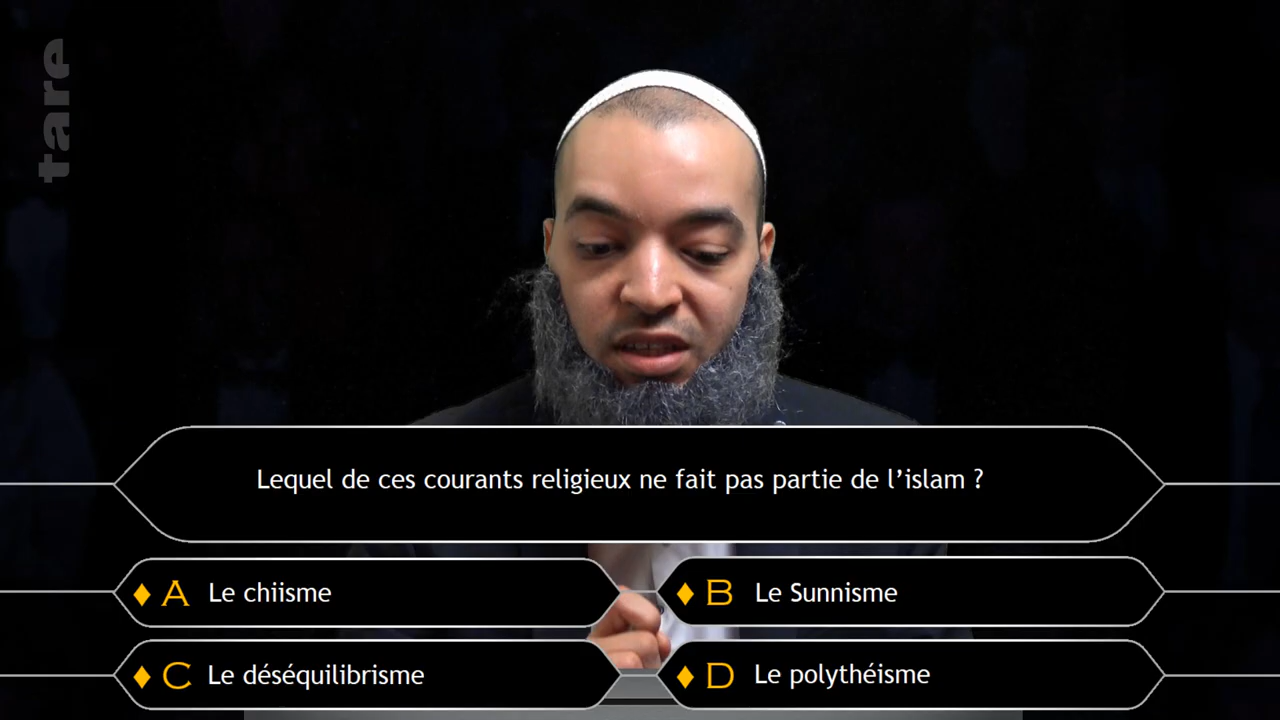 tare
Lequel de ces courants religieux ne fait pas partie de l’islam ?
A Le chiisme
B Le Sunnisme
C Le déséquilibrisme
D Le polythéisme